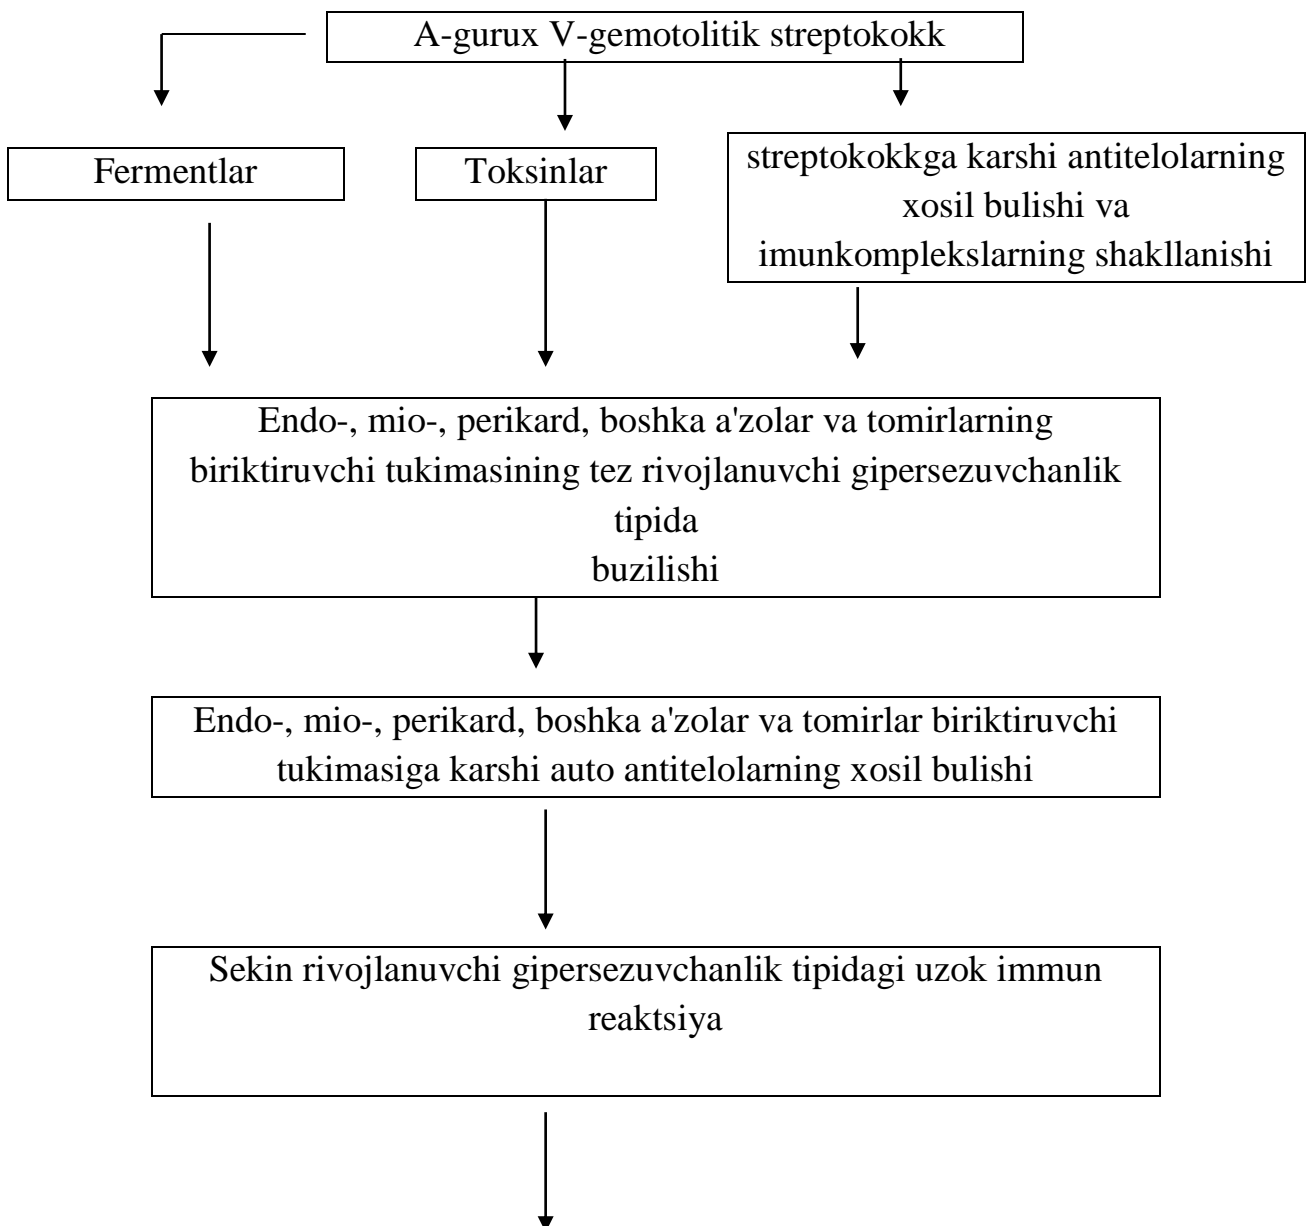 A-gurux V-gemotolitik streptokokk
Fermentlar
Toksinlar
streptokokkga karshi antitelolarning
xosil bulishi va
imunkomplekslarning shakllanishi
Endo-, mio-, perikard, boshka a'zolar va tomirlarning
biriktiruvchi tukimasining tez rivojlanuvchi gipersezuvchanlik
tipida
buzilishi
Endo-, mio-, perikard, boshka a'zolar va tomirlar biriktiruvchi
tukimasiga karshi auto antitelolarning xosil bulishi
Sekin rivojlanuvchi gipersezuvchanlik tipidagi uzok immun
reaktsiya